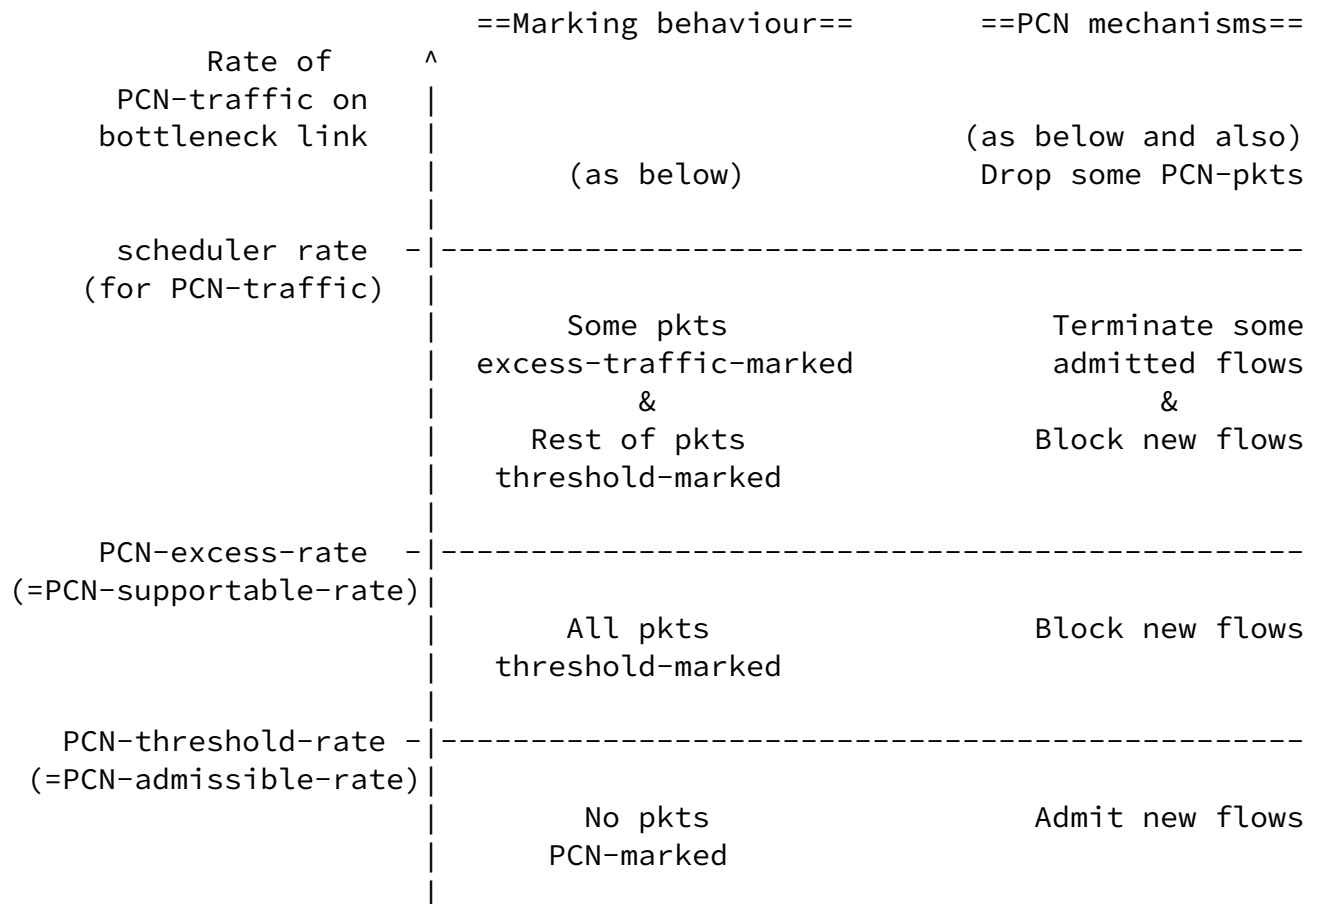 ==Marking behaviour== ==PCN mechanisms==
Rate of ^
PCN-traffic on |
bottleneck link | (as below and also)
| (as below) Drop some PCN-pkts
|
scheduler rate -|------------------------------------------------
(for PCN-traffic) |
| Some pkts Terminate some
| excess-traffic-marked admitted flows
| & &
| Rest of pkts Block new flows
| threshold-marked
|
PCN-excess-rate -|------------------------------------------------
(=PCN-supportable-rate)|
| All pkts Block new flows
| threshold-marked
|
PCN-threshold-rate -|------------------------------------------------
(=PCN-admissible-rate)|
| No pkts Admit new flows
| PCN-marked
|